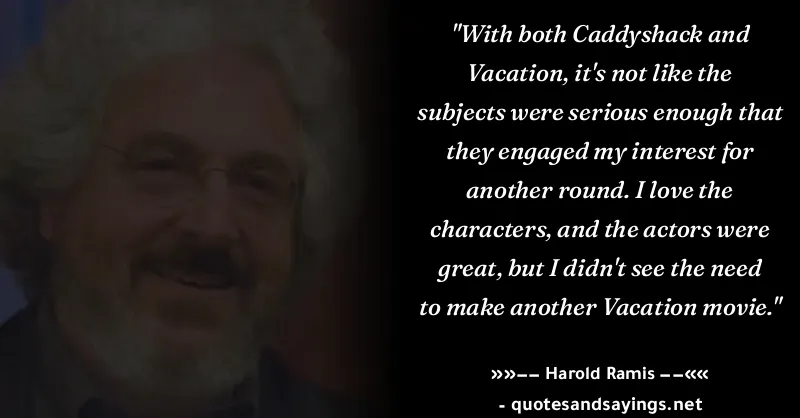 "With both Caddyshack and
Vacation, it's not like the
subjects were serious enough that
they engaged my interest for
another round. I love the
characters, and the actors were
great, but I didn't see the need
to make another Vacation movie."
»»–– Harold Ramis ––««
- quotesandsayings.net